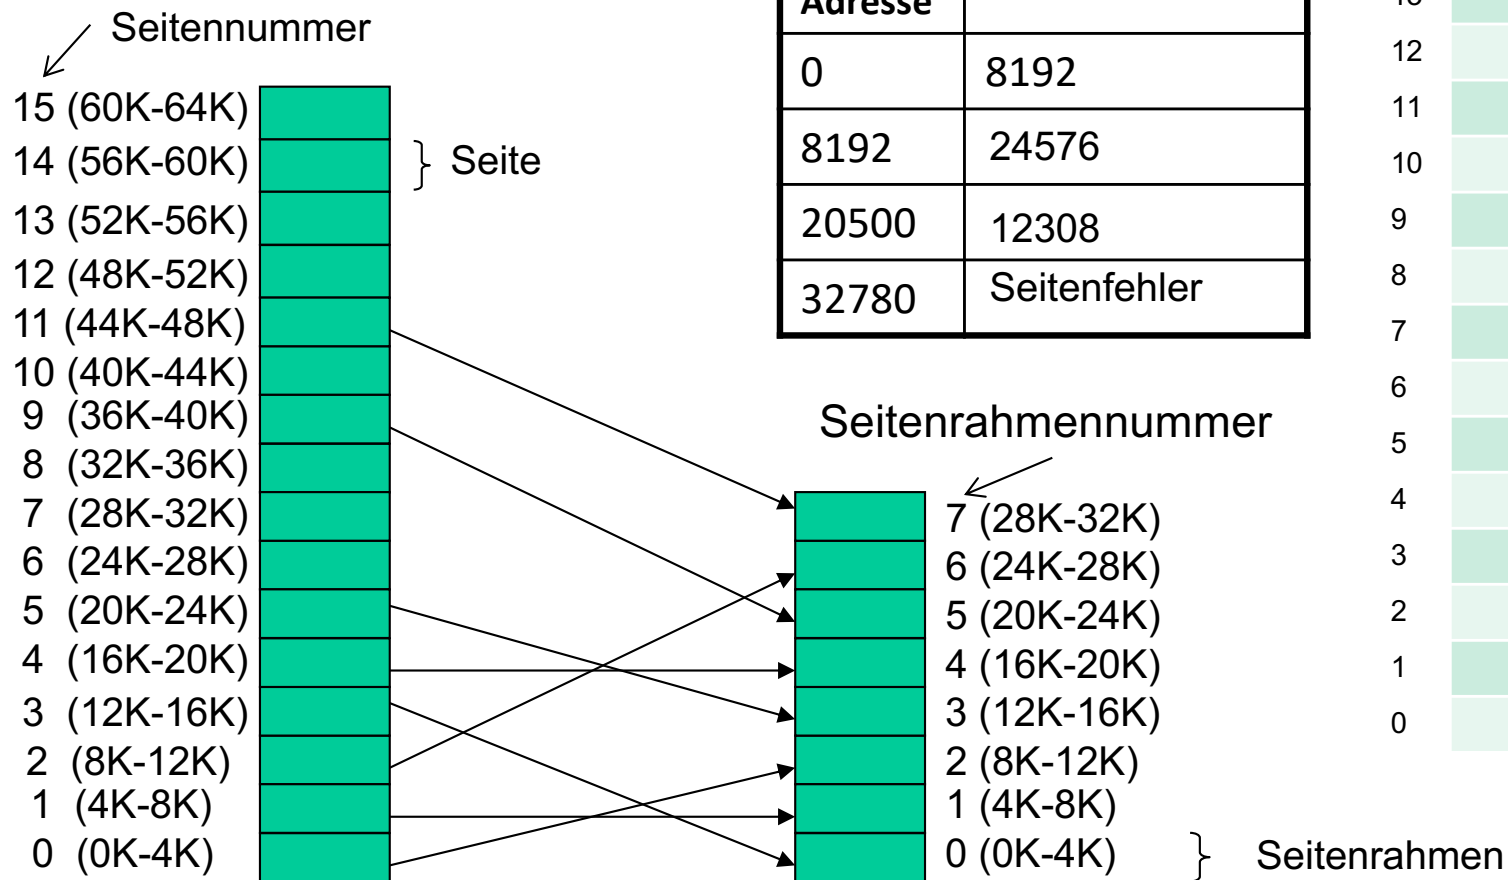 Seitennummer
15 (60K-64K)
14 (56K-60K)
Seite
13 (52K-56K)
12 (48K-52K)
11 (44K-48K)
10 (40K-44K)
9 (36K-40K)
8 (32K-36K)
7 (28K-32K)
6 (24K-28K)
5 (20K-24K)
4 (16K-20K)
3 (12K-16K)
2 (8K-12K)
1 (4K-8K)
0 (0K-4K)
Adresse
0 8192
8192 24576
20500 12308
32780 Seitenfehler
Seitenrahmennummer
7 (28K-32K)
6 (24K-28K)
5 (20K-24K)
4 (16K-20K)
3 (12K-16K)
2 (8K-12K)
1 (4K-8K)
0 (0K-4K)
Seitenrahmen
12
11
10
9
8
7
6
5
4
3
2
1
0